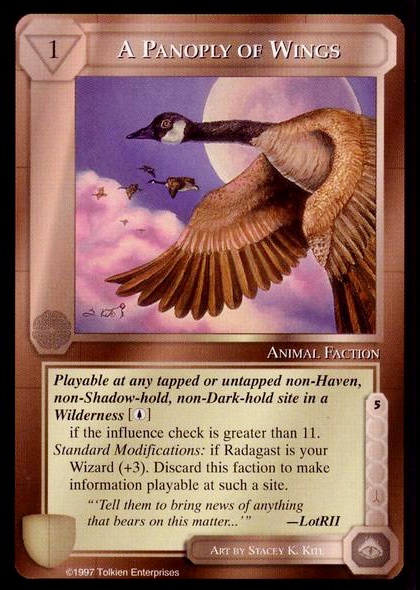 1
A PANOPLY OF WINGS
ANIMAL FACTION
Playable at any tapped or untapped non-Haven,
non-Shadow-hold, non-Dark-hold site in a
Wilderness [ ]
5
if the influence check is greater than 11.
Standard Modifications: if Radagast is your
Wizard (+3). Discard this faction to make
information playable at such a site.
"‘Tell them to bring news of anything
that bears on this matter...’" —LotRII
ART BY STACEY K. KITE
©1997 Tolkien Enterprises